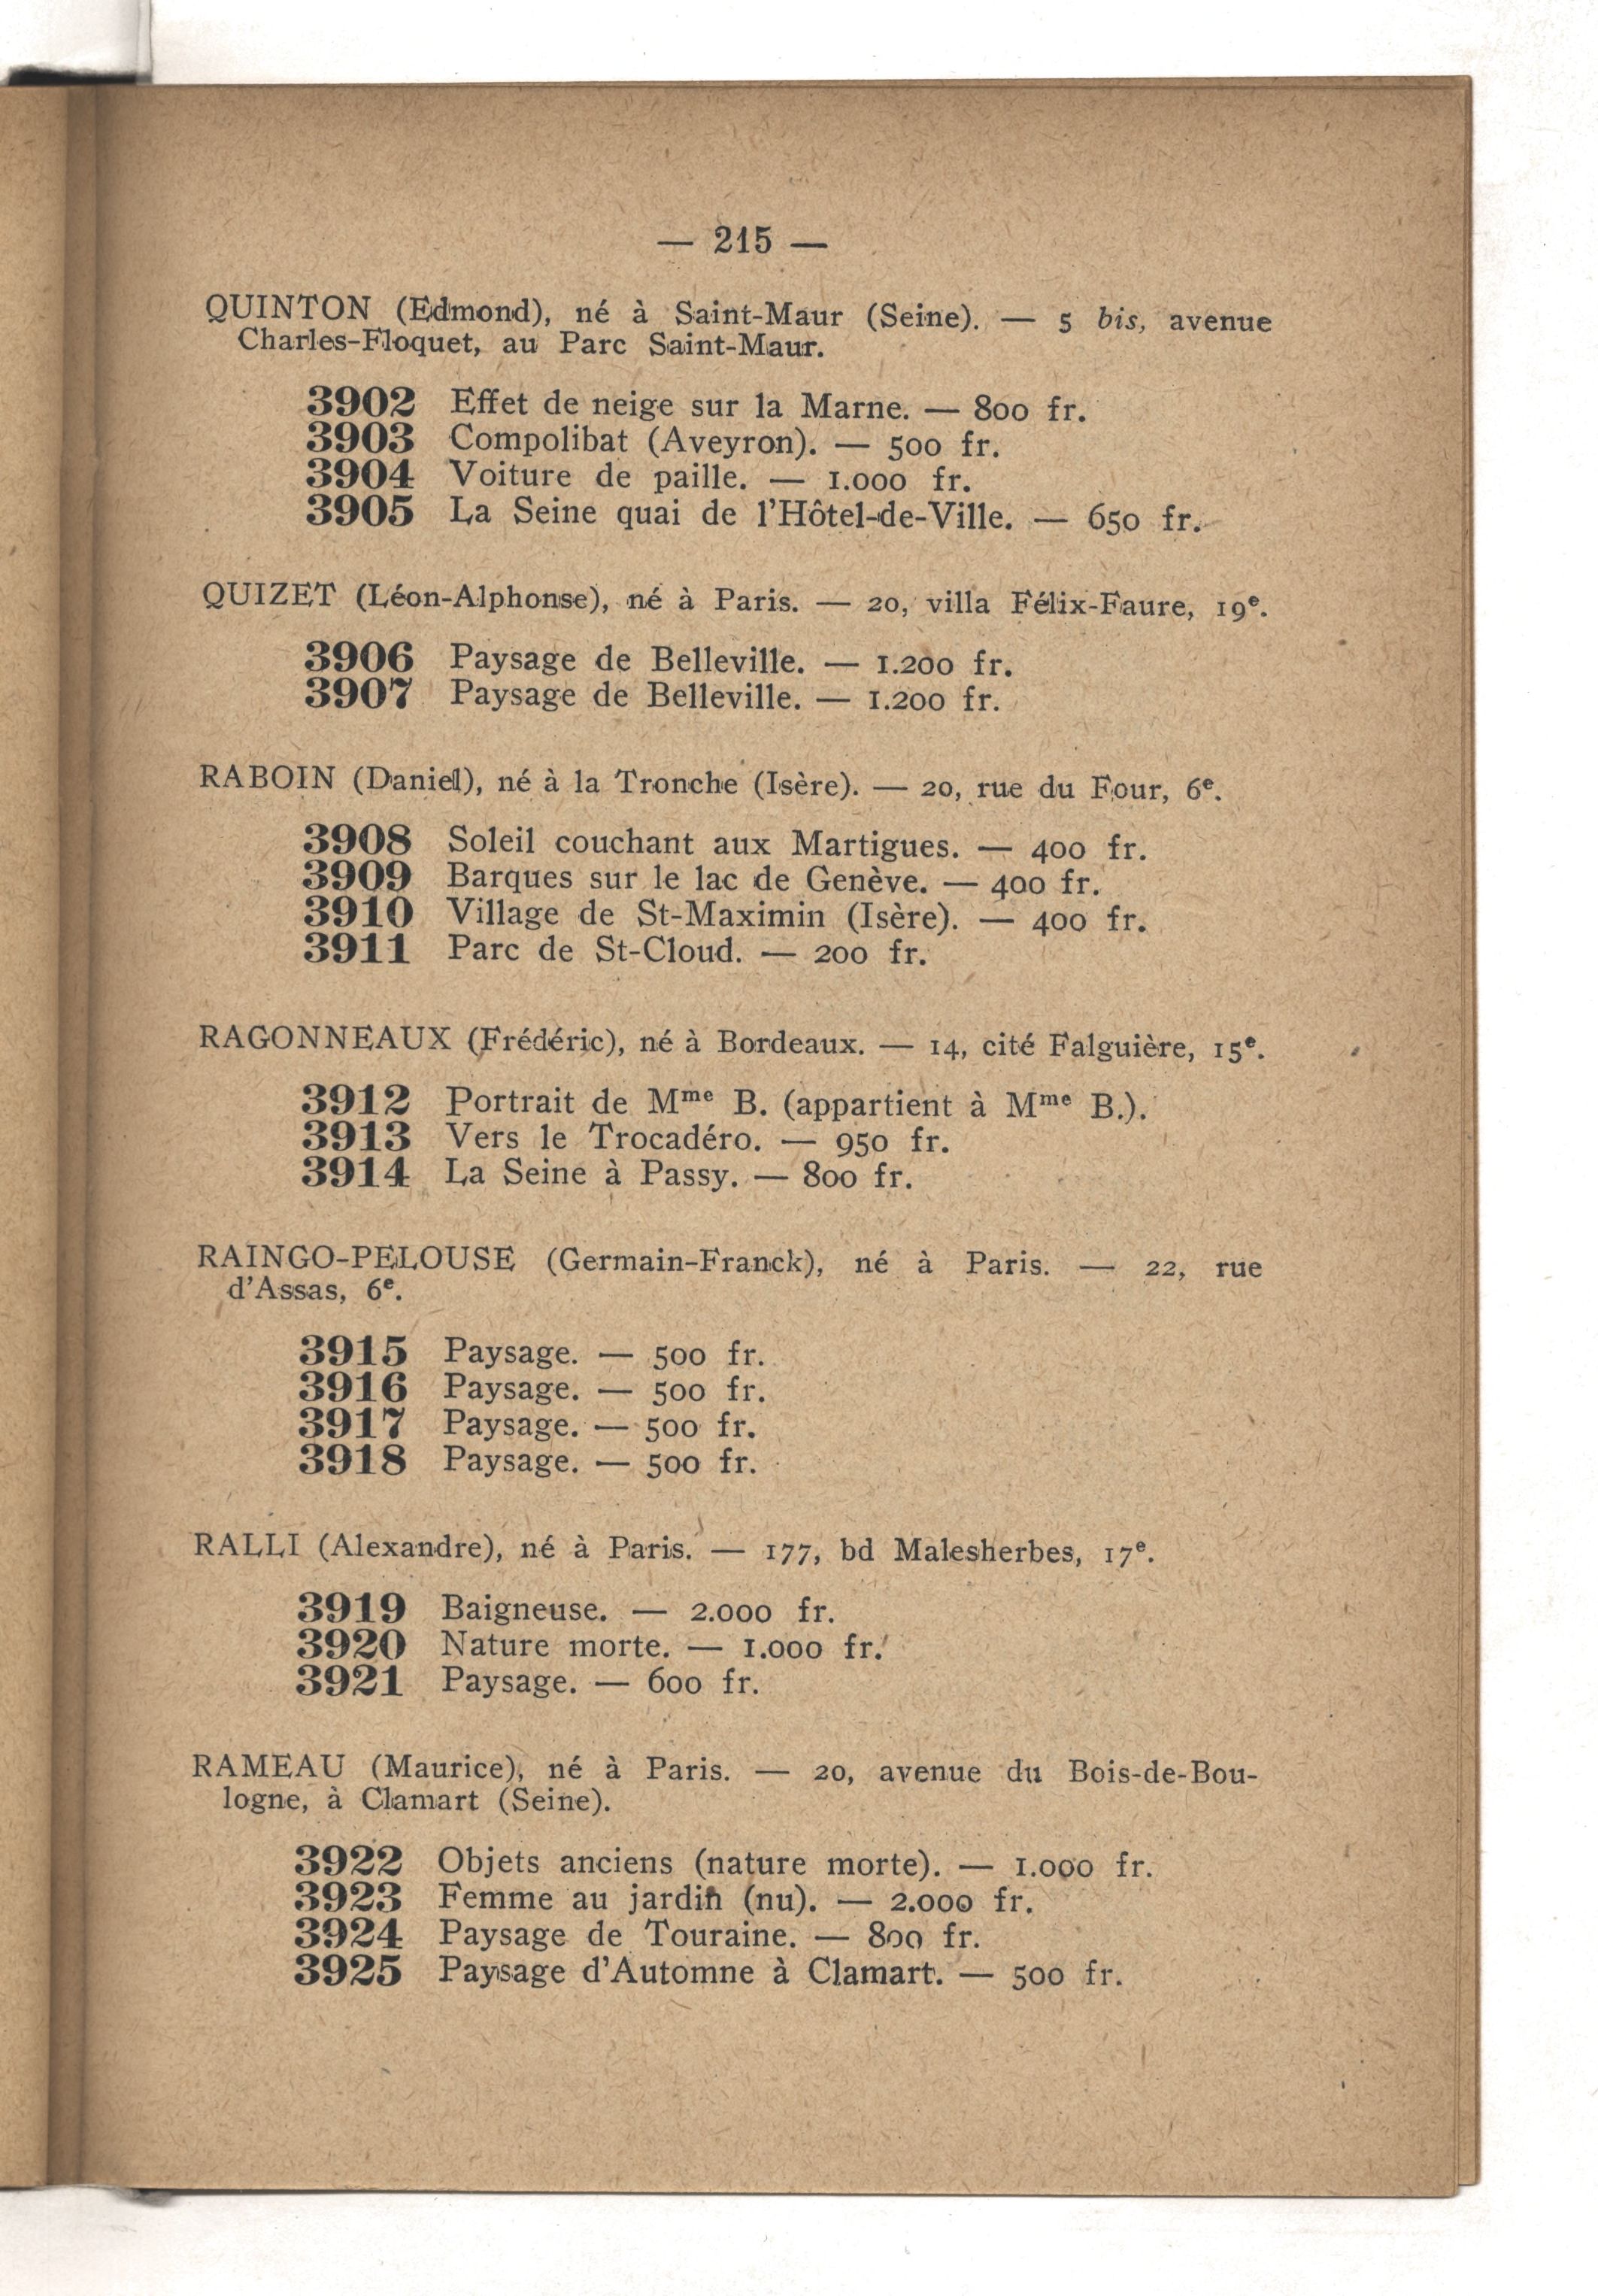 — 215 —
QUINTON (Edmond), né à Saint-Maur (Seine). — 5 bis, avenue
Charles-Floquet, au Parc Saint-Maur.
3902 Effet de neige sur la Marne. — 800 fr.
3903 Compolibat (Aveyron). — 500 fr.
3904 Voiture de paille. — 1.000 fr.
3905 La Seine quai de l'Hôtel-de-Ville. — 650 fr.
QUIZET (Léon-Alphonse), né à Paris. — 20, villa Félix-Faure, 19e.
3906 Paysage de Belleville. — 1.200 fr.
3907 Paysage de Belleville. — 1.200 fr.
RABOIN (Daniel), né à la Tronche (Isère). — 20, rue du Four, 6e.
3908 Soleil couchant aux Martigues. — 400 fr.
3909 Barques sur le lac de Genève. — 400 fr.
3910 Village de St-Maximin (Isère). — 400 fr.
3911 Parc de St-Cloud. — 200 fr.
RAGONNEAUX (Frédéric), né à Bordeaux. — 14, cité Falguière, 15e.
3912 Portrait de Mme B. (appartient à Mme B.).
3913 Vers le Trocadéro. — 950 fr.
3914 La Seine à Passy. — 800 fr.
RAINGO-PELOUSE (Germain-Franck), né à Paris. — 22, rue
d'Assas, 6e.
3915 Paysage. — 500 fr.
3916 Paysage. — 500 fr.
3917 Paysage. — 500 fr.
3918 Paysage. — 500 fr.
RALLI (Alexandre), né à Paris. — 177, bd Malesherbes, 17e.
3919 Baigneuse. — 2.000 fr.
3920 Nature morte. — 1.000 fr.
3921 Paysage. — 600 fr.
RAMEAU (Maurice), né à Paris. — 20, avenue du Bois-de-Bou-
logne, à Clamart (Seine).
3922 Objets anciens (nature morte). — 1.000 fr.
3923 Femme au jardin (nu). — 2.000 fr.
3924 Paysage de Touraine. — 800 fr.
3925 Paysage d'Automne à Clamart. — 500 fr.